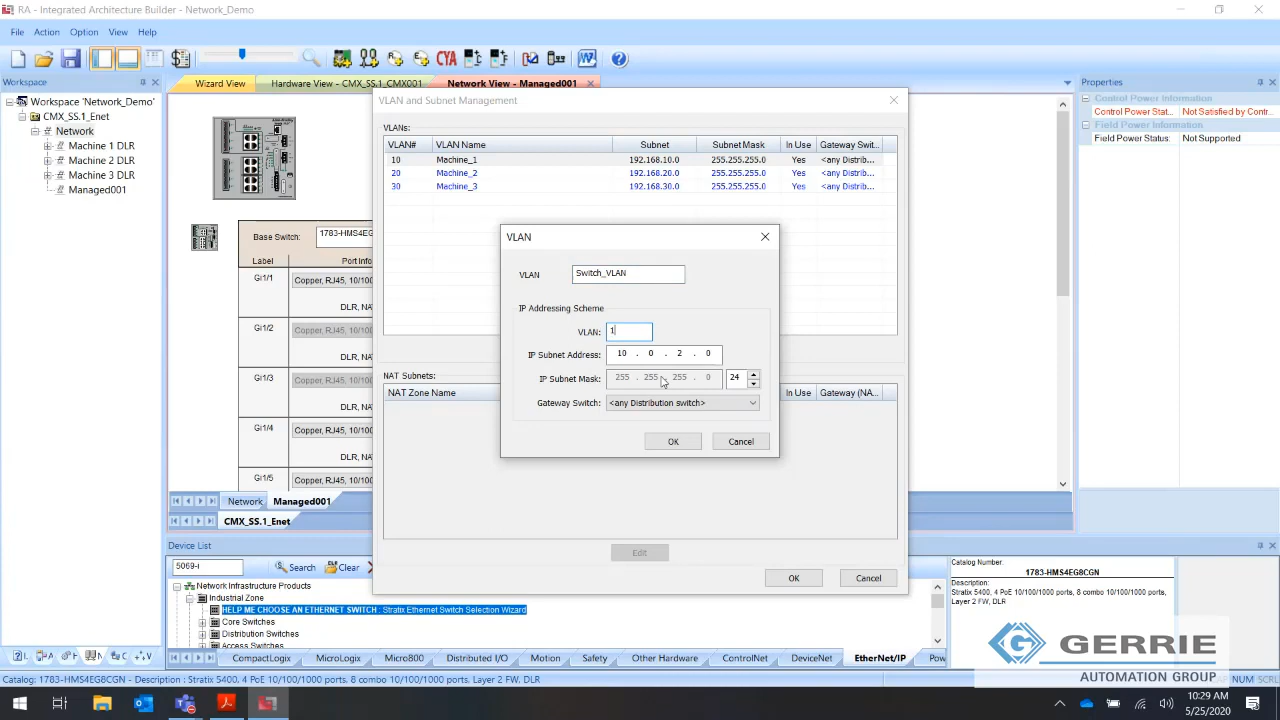 RA - Integrated Architecture Builder - Network_Demo
File Action Option View Help
Workspace
Wizard View
Hardware View - CMX_SS.1_CMX001
Network View - Managed001
Properties
Workspace 'Network_Demo'
CMX_SS.1_Enet
Network
Machine 1 DLR
Machine 2 DLR
Machine 3 DLR
Managed001
Base Switch: 1783-HMS4EG
Label Port Info
Gi1/1 Copper, RJ45, 10/100
DLR, NA
Gi1/2 Copper, RJ45, 10/100
DLR, NA
Gi1/3 Copper, RJ45, 10/100
DLR, NA
Gi1/4 Copper, RJ45, 10/100
DLR, NA
Gi1/5 Copper, RJ45, 10/100
Network Managed001
CMX_SS.1_Enet
VLAN and Subnet Management
VLANs:
VLAN# VLAN Name Subnet Subnet Mask In Use Gateway Swit...
10 Machine_1 192.168.10.0 255.255.255.0 Yes <any Distrib...
20 Machine_2 192.168.20.0 255.255.255.0 Yes <any Distrib...
30 Machine_3 192.168.30.0 255.255.255.0 Yes <any Distrib...
NAT Subnets:
NAT Zone Name In Use Gateway (NA...
Edit
OK Cancel
VLAN
VLAN Switch_VLAN
IP Addressing Scheme
VLAN: 1
IP Subnet Address: 10 . 0 . 2 . 0
IP Subnet Mask: 255 . 255 . 255 . 0 24
Gateway Switch: <any Distribution switch>
OK Cancel
Control Power Information
Control Power Stat... Not Satisfied by Contr...
Field Power Information
Field Power Status: Not Supported
Device List
5069-i Search Clear
Network Infrastructure Products
Industrial Zone
HELP ME CHOOSE AN ETHERNET SWITCH : Stratix Ethernet Switch Selection Wizard
Core Switches
Distribution Switches
Access Switches
CompactLogix MicroLogix Micro800 Distributed I/O Motion Safety Other Hardware ControlNet DeviceNet EtherNet/IP Pow
Catalog Number:
1783-HMS4EG8CGN
Description:
Stratix 5400, 4 PoE 10/100/1000 ports, 8 combo 10/100/1000 ports,
Layer 2 FW, DLR
GERRIE
AUTOMATION GROUP
Catalog: 1783-HMS4EG8CGN - Description : Stratix 5400, 4 PoE 10/100/1000 ports, 8 combo 10/100/1000 ports, Layer 2 FW, DLR
NUM SCRL
10:29 AM
5/25/2020